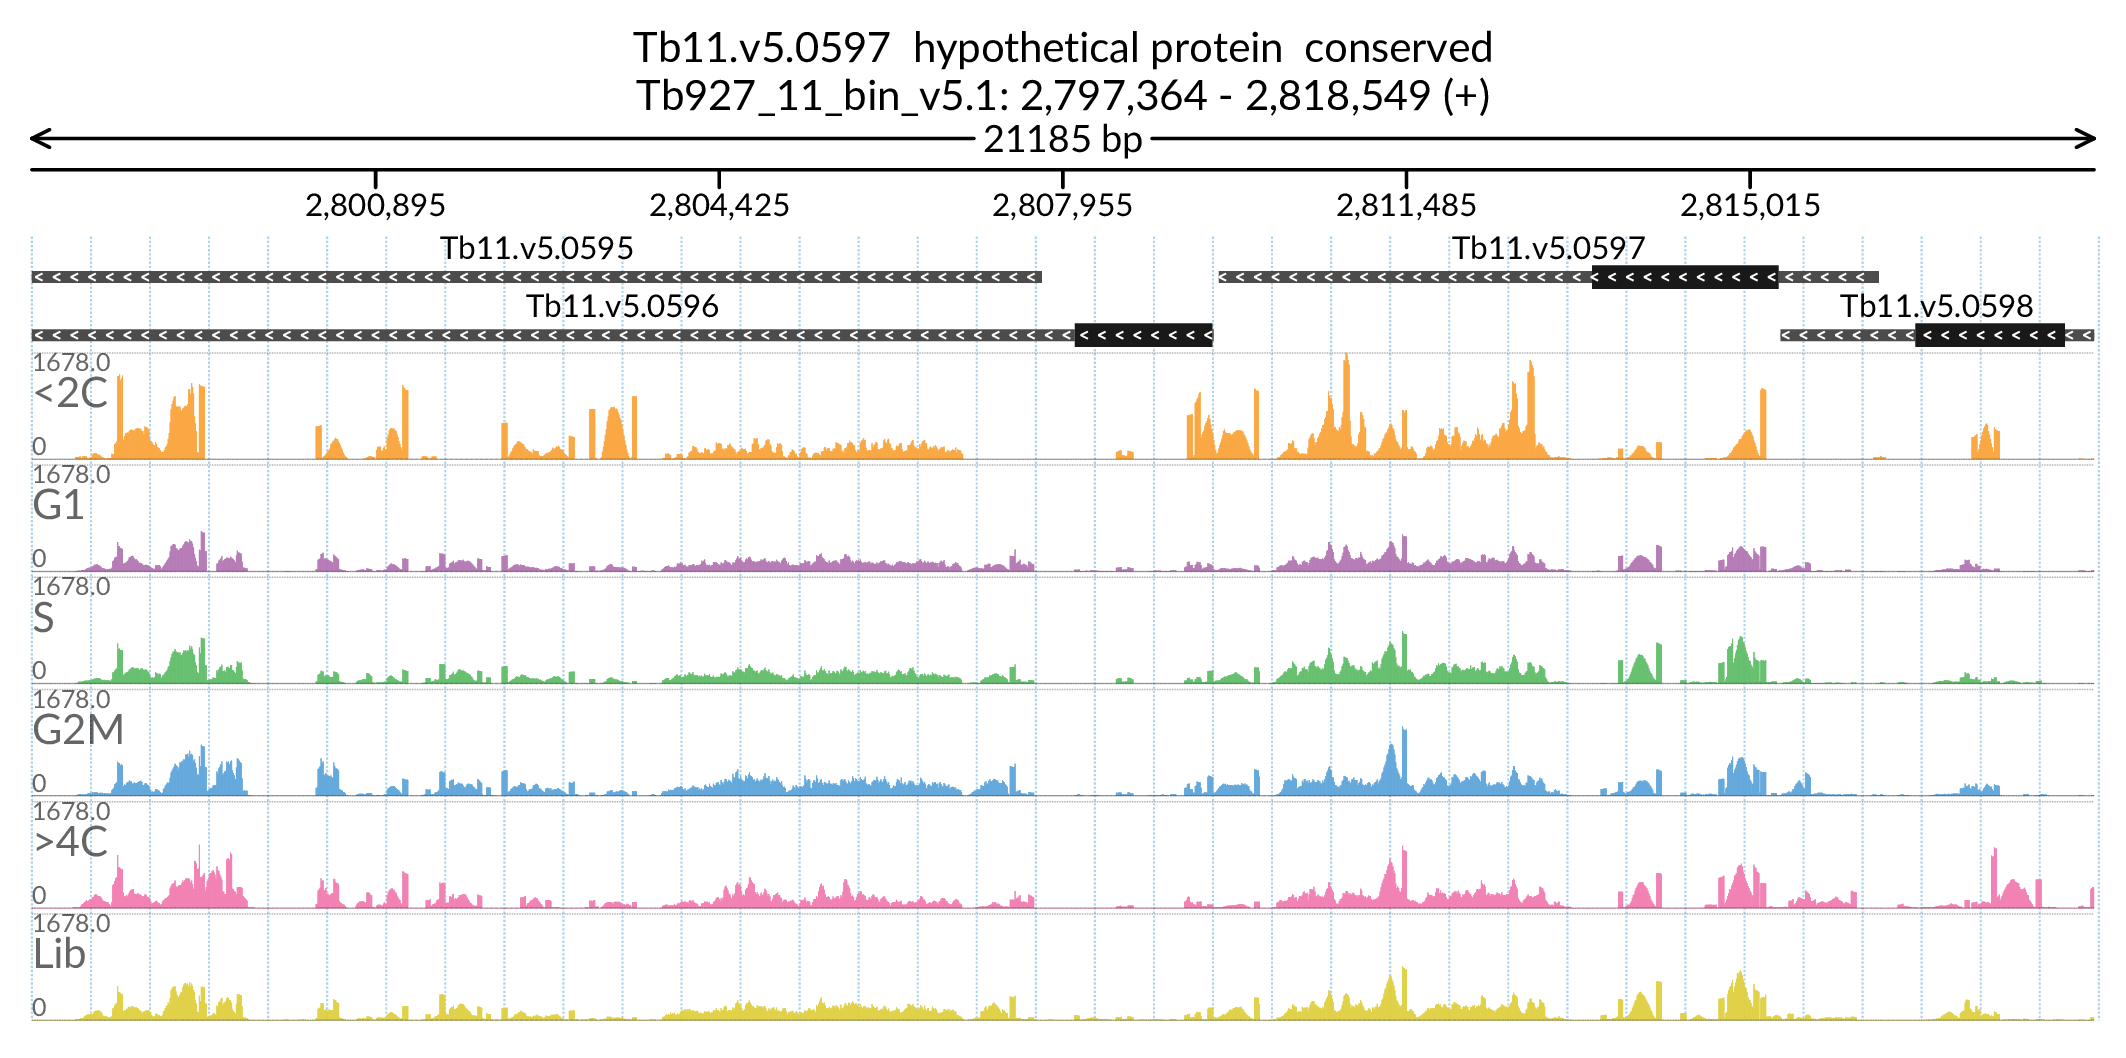 Tb11.v5.0597 hypothetical protein conserved
Tb927_11_bin_v5.1: 2,797,364 - 2,818,549 (+)
21185 bp
2,800,895 2,804,425 2,807,955 2,811,485 2,815,015
Tb11.v5.0595 Tb11.v5.0597
Tb11.v5.0596 Tb11.v5.0598
1678.0
<2C
0
1678.0
G1
0
1678.0
S
0
1678.0
G2M
0
1678.0
>4C
0
1678.0
Lib
0